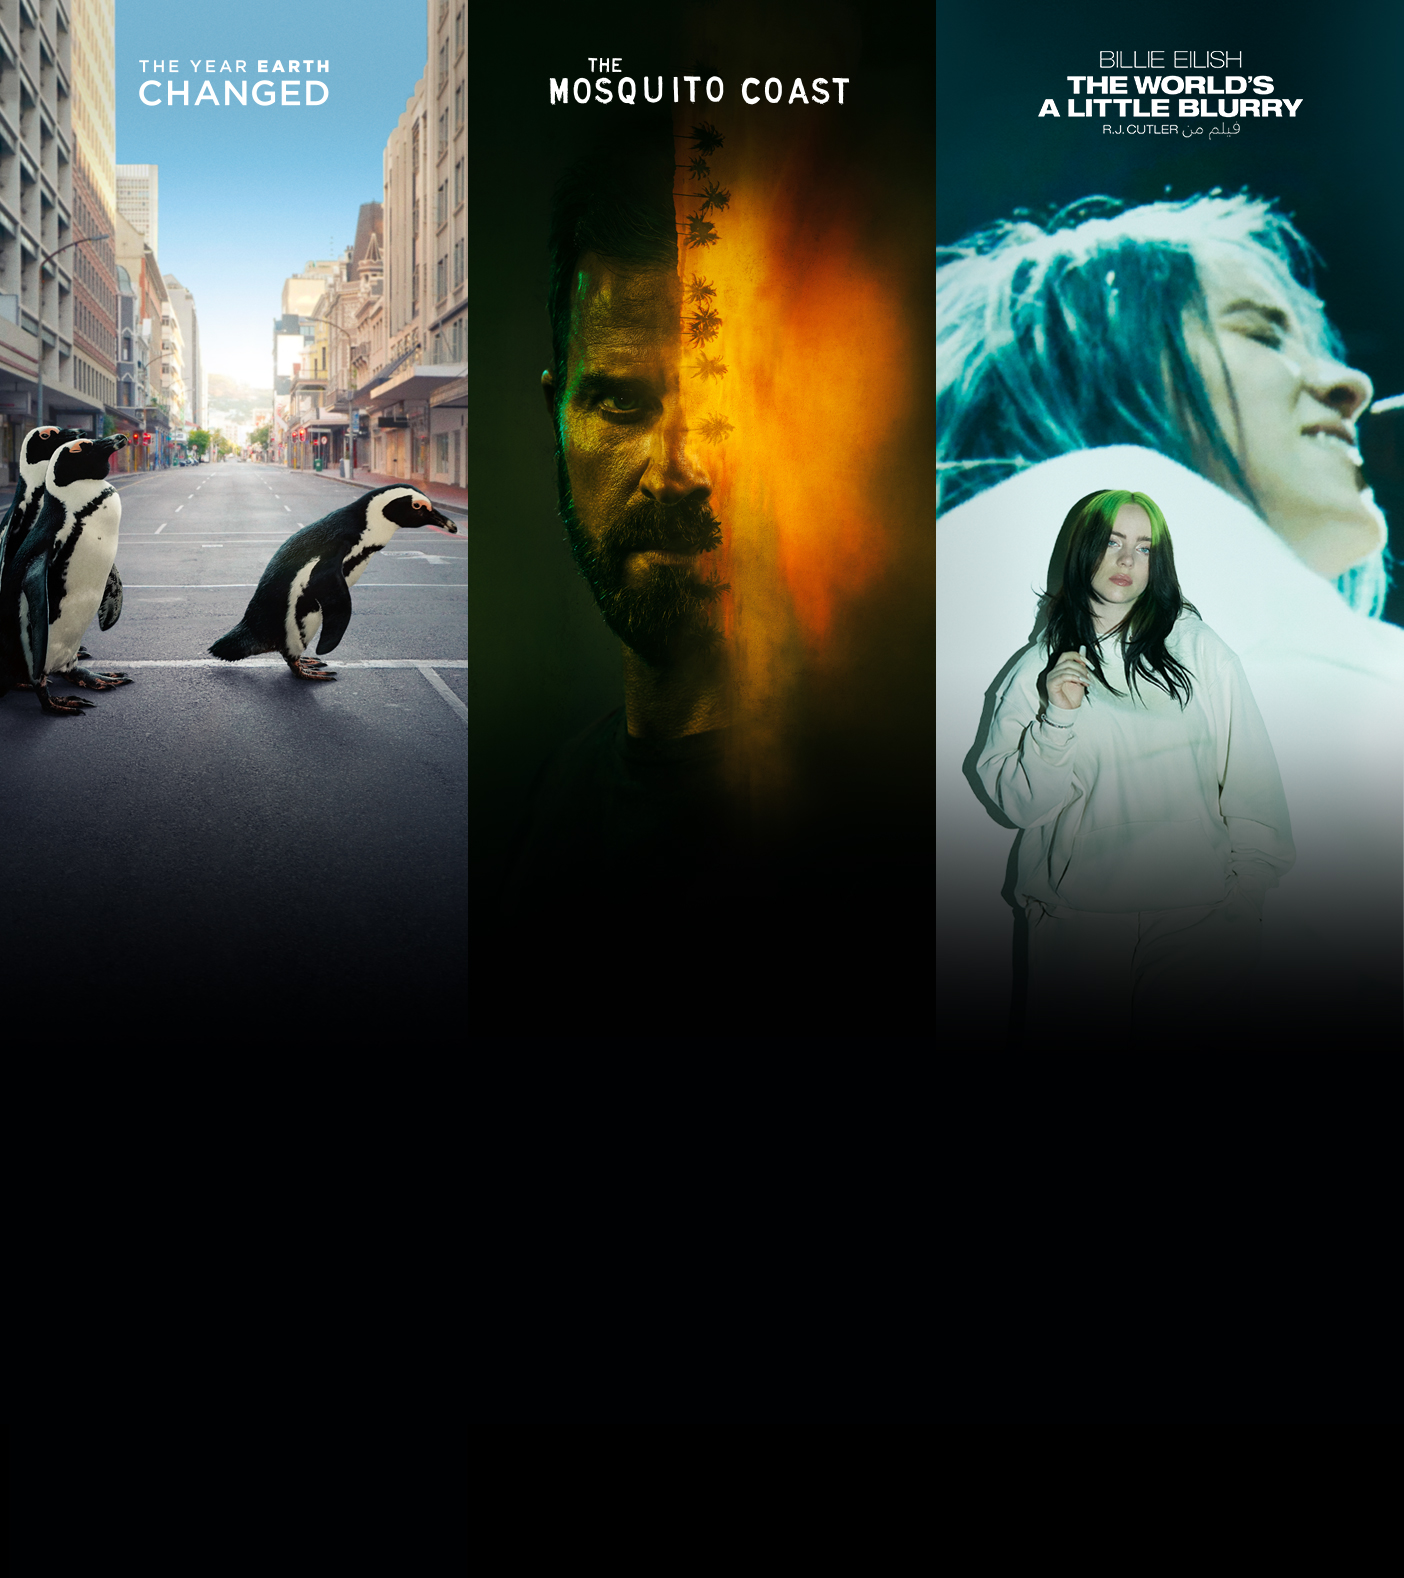 THE YEAR EARTH
CHANGED
THE
MOSQUITO COAST
BILLIE EILISH
THE WORLD'S
A LITTLE BLURRY
فيلم من R.J. CUTLER